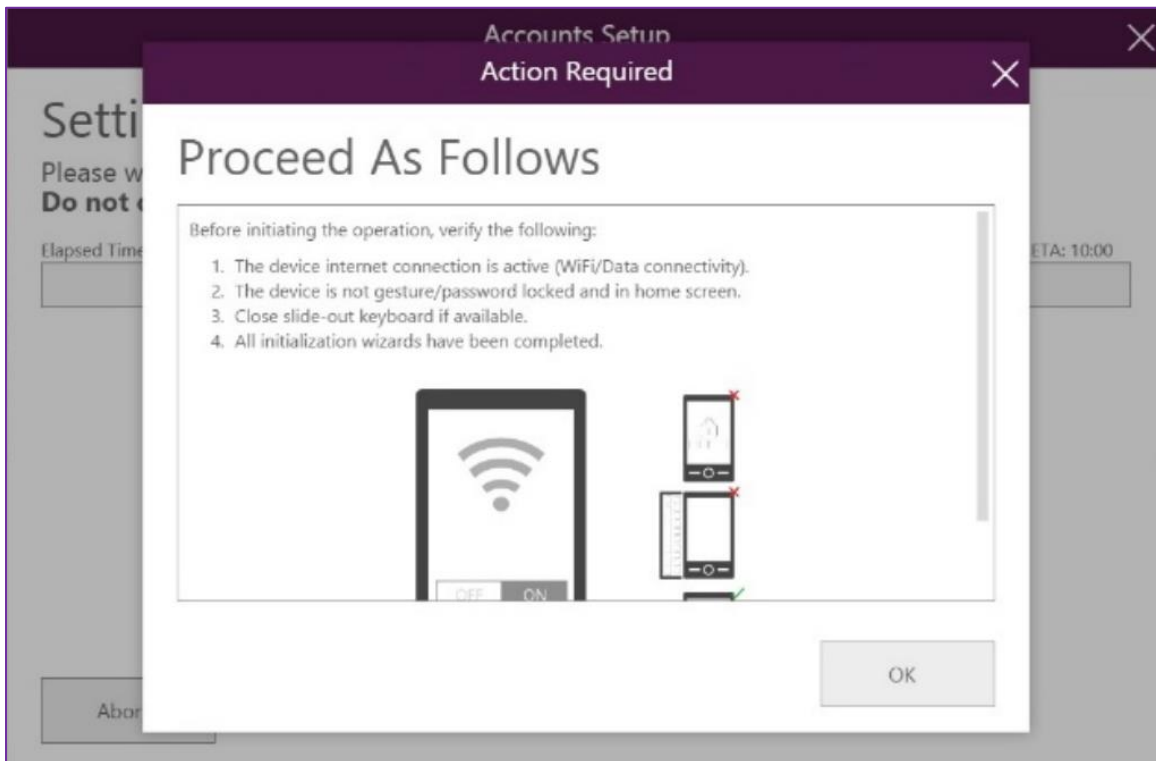 Accounts Setup
Action Required
Setti
Proceed As Follows
Please w
Do not
Before initiating the operation, verify the following:
Elapsed Time
ETA: 10:00
1. The device internet connection is active (WiFi/Data connectivity).
2. The device is not gesture/password locked and in home screen.
3. Close slide-out keyboard if available.
4. All initialization wizards have been completed.
OFF ON
OK
Abor